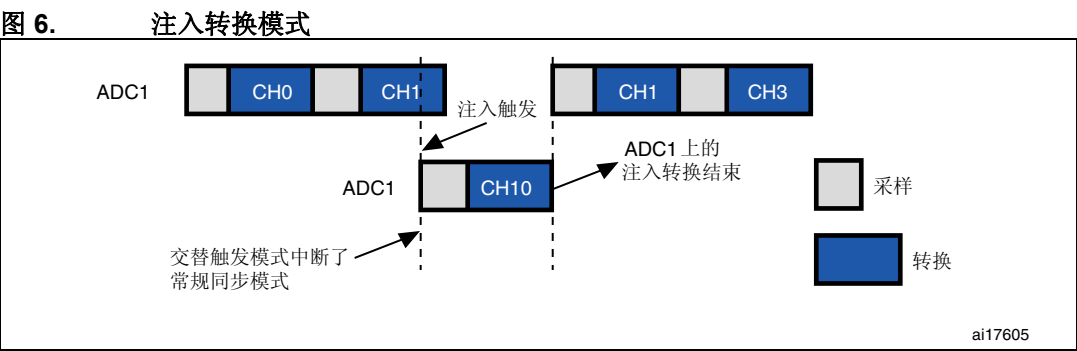 图 6. 注入转换模式
ADC1 CH0 CH1 CH1 CH3
注入触发
ADC1 上的
注入转换结束
ADC1 CH10
采样
交替触发模式中断了
常规同步模式
转换
ai17605